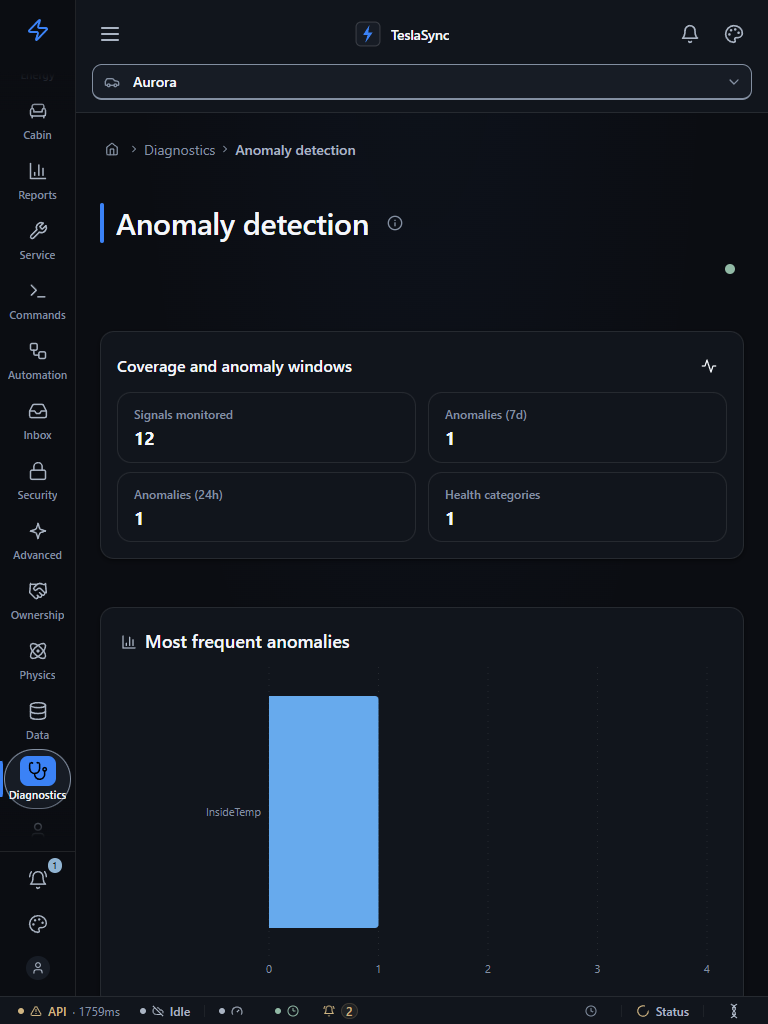 TeslaSync
Aurora
Energy
Cabin
Reports
Service
Commands
Automation
Inbox
Security
Advanced
Ownership
Physics
Data
Diagnostics
1
Diagnostics
Anomaly detection
Anomaly detection
Coverage and anomaly windows
Signals monitored
12
Anomalies (7d)
1
Anomalies (24h)
1
Health categories
1
Most frequent anomalies
InsideTemp
0 1 2 3 4
API · 1759ms
Idle
2
Status